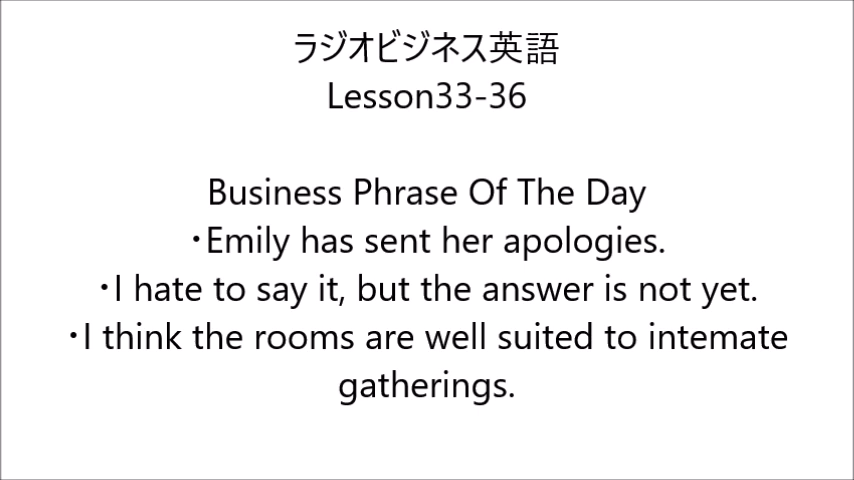 ラジオビジネス英語
Lesson33-36
Business Phrase Of The Day
・Emily has sent her apologies.
・I hate to say it, but the answer is not yet.
・I think the rooms are well suited to intemate
gatherings.